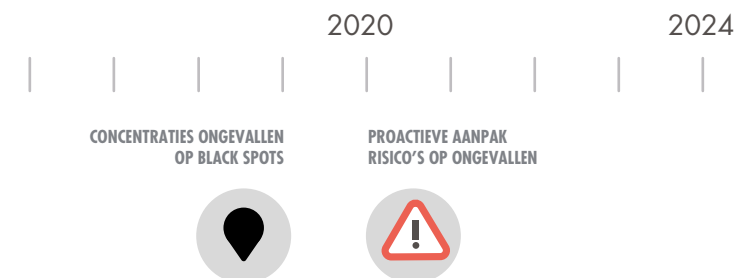 2020
2024
CONCENTRATIES ONGEVALLEN
OP BLACK SPOTS
PROACTIEVE AANPAK
RISICO'S OP ONGEVALLEN
!